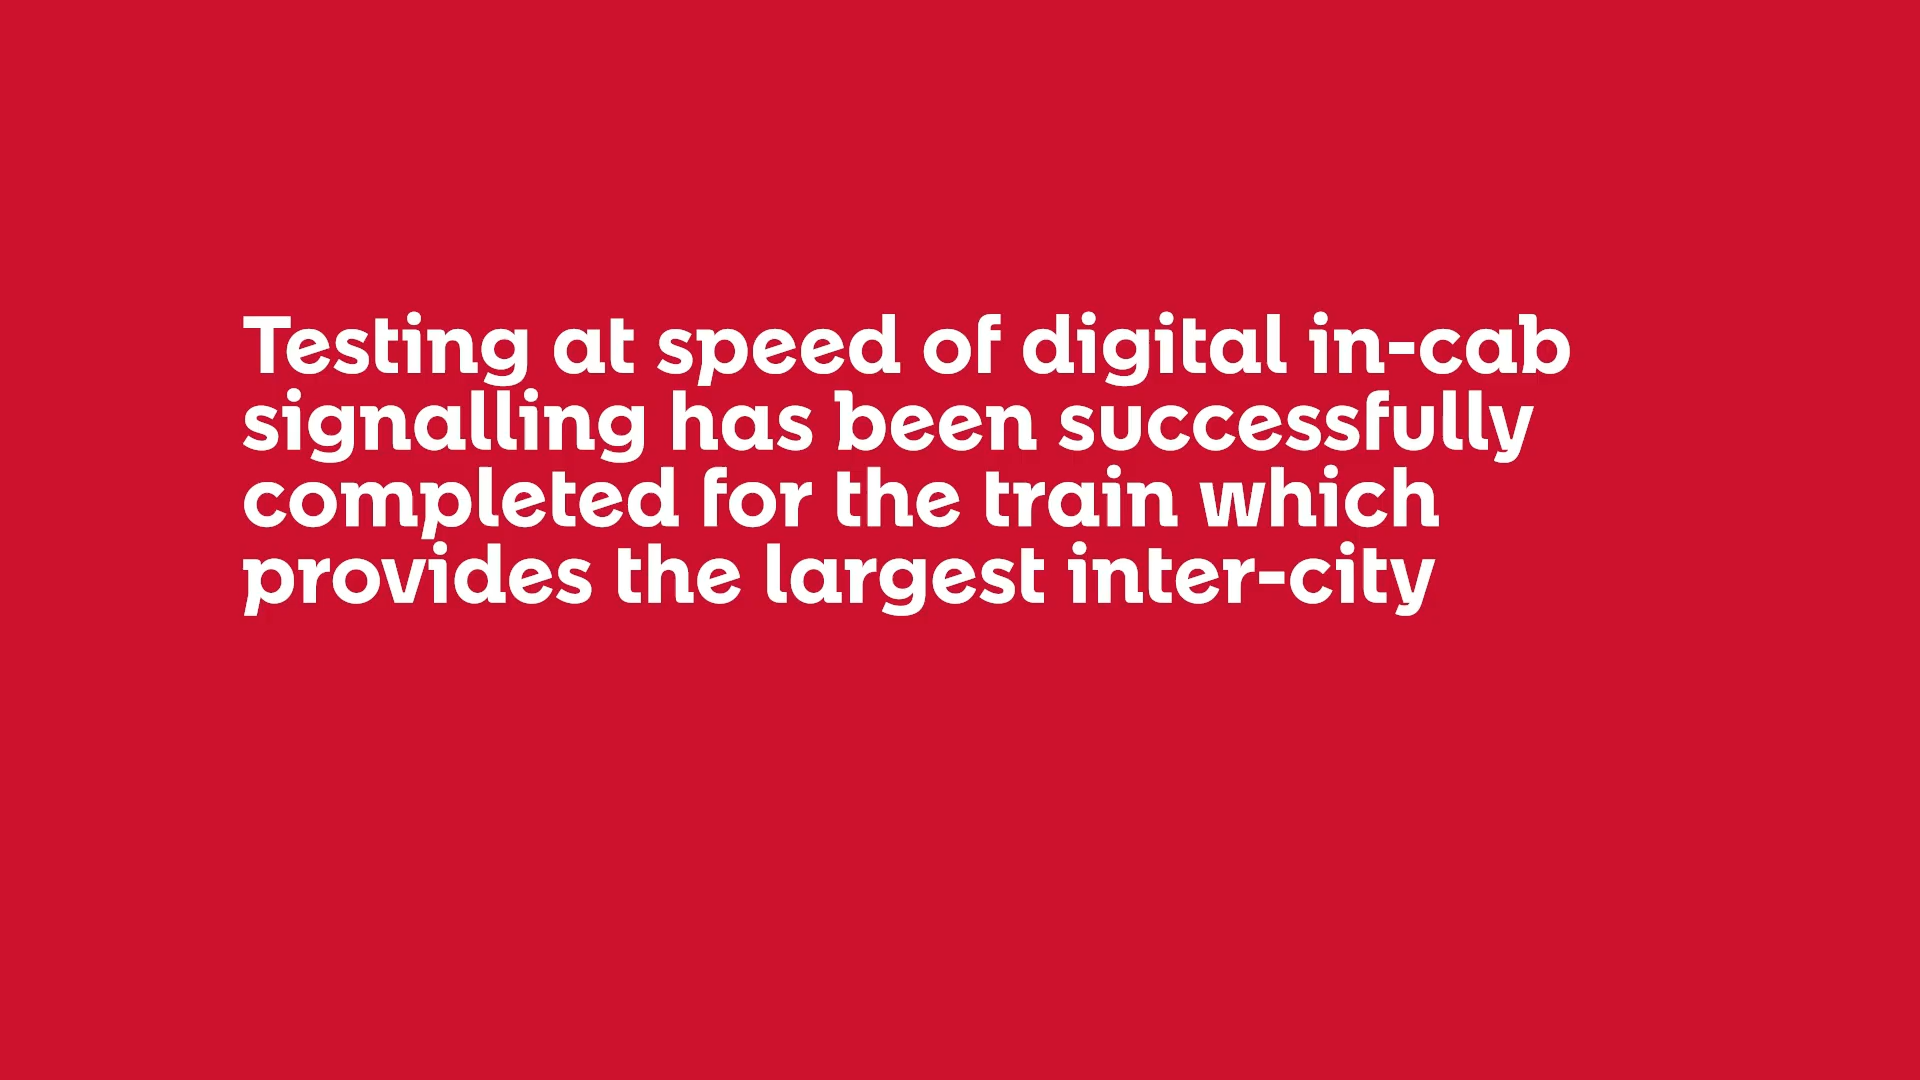 Testing at speed of digital in-cab
signalling has been successfully
completed for the train which
provides the largest inter-city